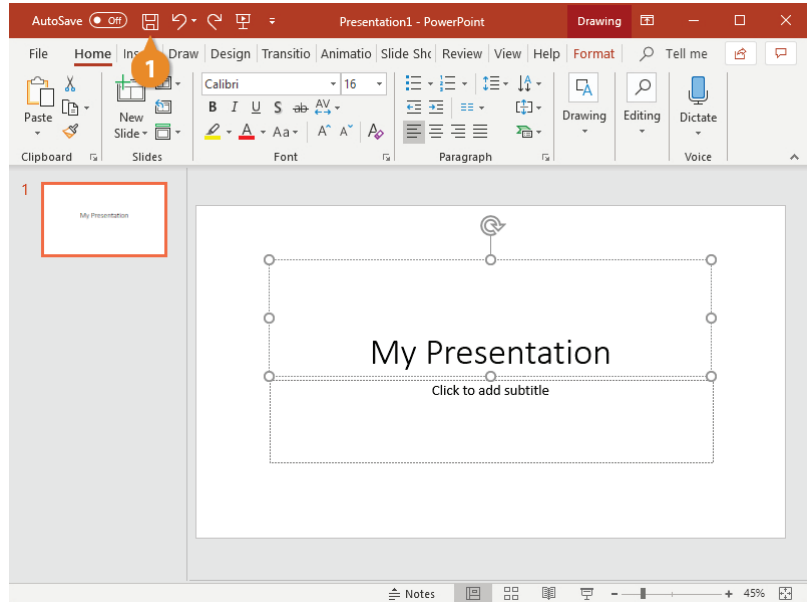 AutoSave Off Presentation1 - PowerPoint Drawing
File Home Ins Draw Design Transitio Animatio Slide Sho Review View Help Format Tell me
1
Calibri 16
B I U S ab AV
Aa A A A
Paste New Slide Drawing Editing Dictate
Clipboard Slides Font Paragraph Voice
1
My Presentation
My Presentation
Click to add subtitle
Notes 45%